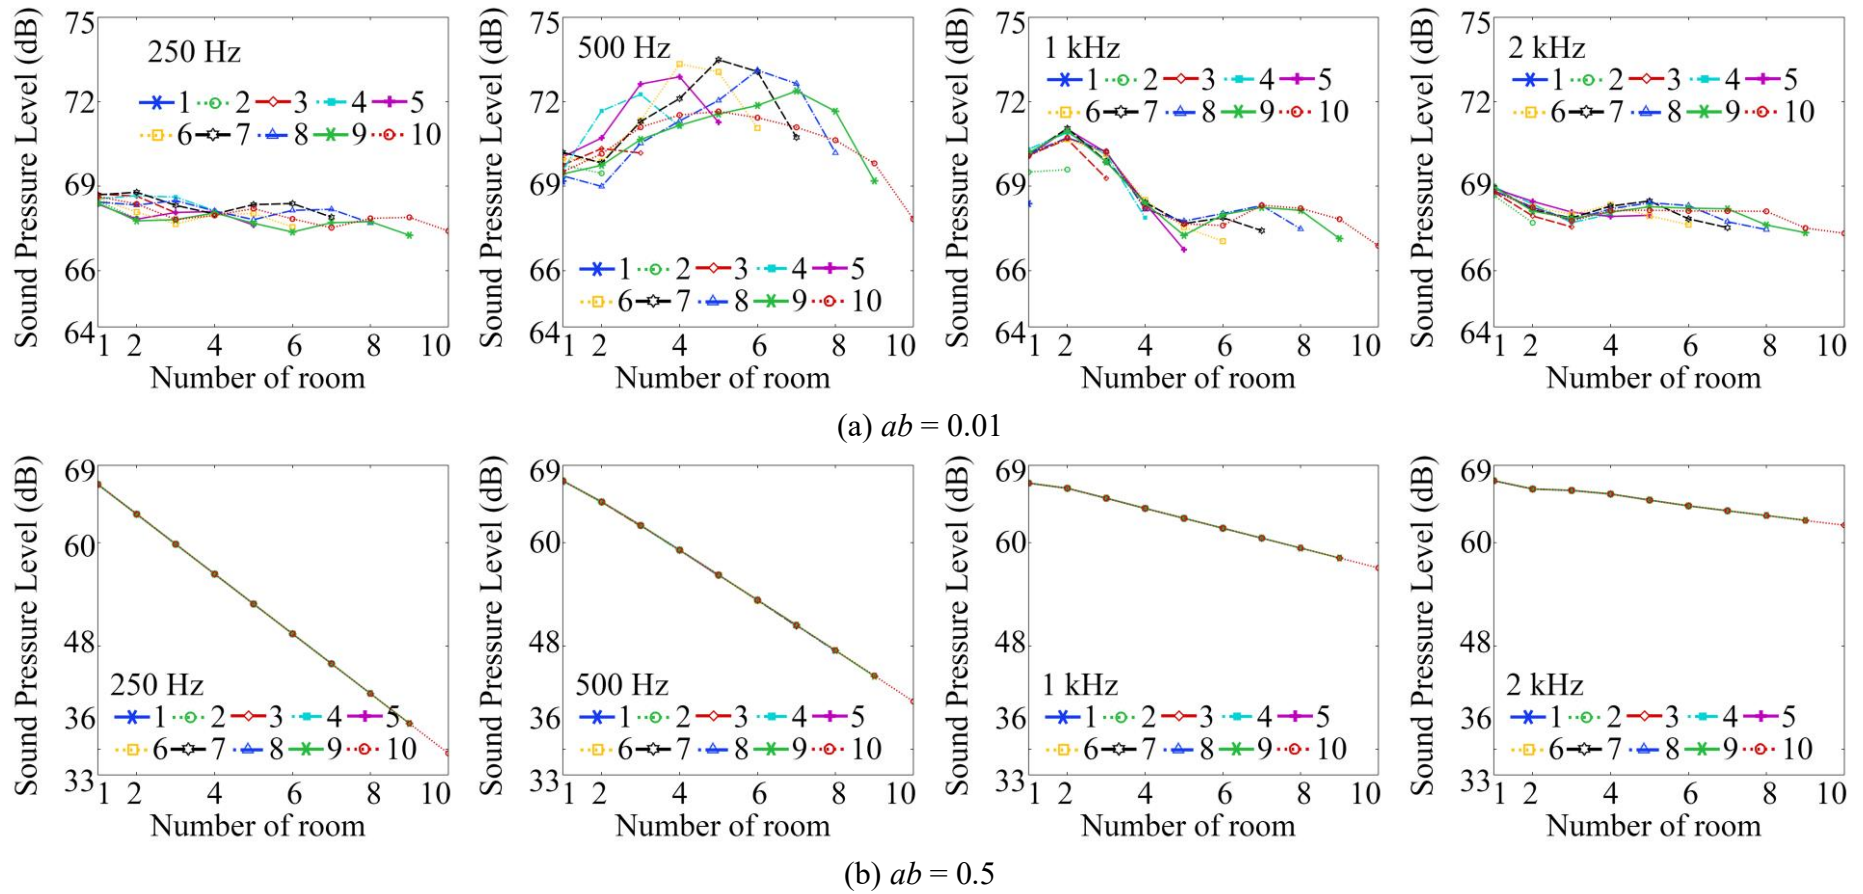 Sound Pressure Level (dB)
75
72
69
66
64
250 Hz
1 2 3 4 5
6 7 8 9 10
1 2 4 6 8 10
Number of room
Sound Pressure Level (dB)
75
72
69
66
64
500 Hz
1 2 3 4 5
6 7 8 9 10
1 2 4 6 8 10
Number of room
Sound Pressure Level (dB)
75
72
69
66
64
1 kHz
1 2 3 4 5
6 7 8 9 10
1 2 4 6 8 10
Number of room
Sound Pressure Level (dB)
75
72
69
66
64
2 kHz
1 2 3 4 5
6 7 8 9 10
1 2 4 6 8 10
Number of room
(a) ab = 0.01
Sound Pressure Level (dB)
69
60
48
36
33
250 Hz
1 2 3 4 5
6 7 8 9 10
1 2 4 6 8 10
Number of room
Sound Pressure Level (dB)
69
60
48
36
33
500 Hz
1 2 3 4 5
6 7 8 9 10
1 2 4 6 8 10
Number of room
Sound Pressure Level (dB)
69
60
48
36
33
1 kHz
1 2 3 4 5
6 7 8 9 10
1 2 4 6 8 10
Number of room
Sound Pressure Level (dB)
69
60
48
36
33
2 kHz
1 2 3 4 5
6 7 8 9 10
1 2 4 6 8 10
Number of room
(b) ab = 0.5